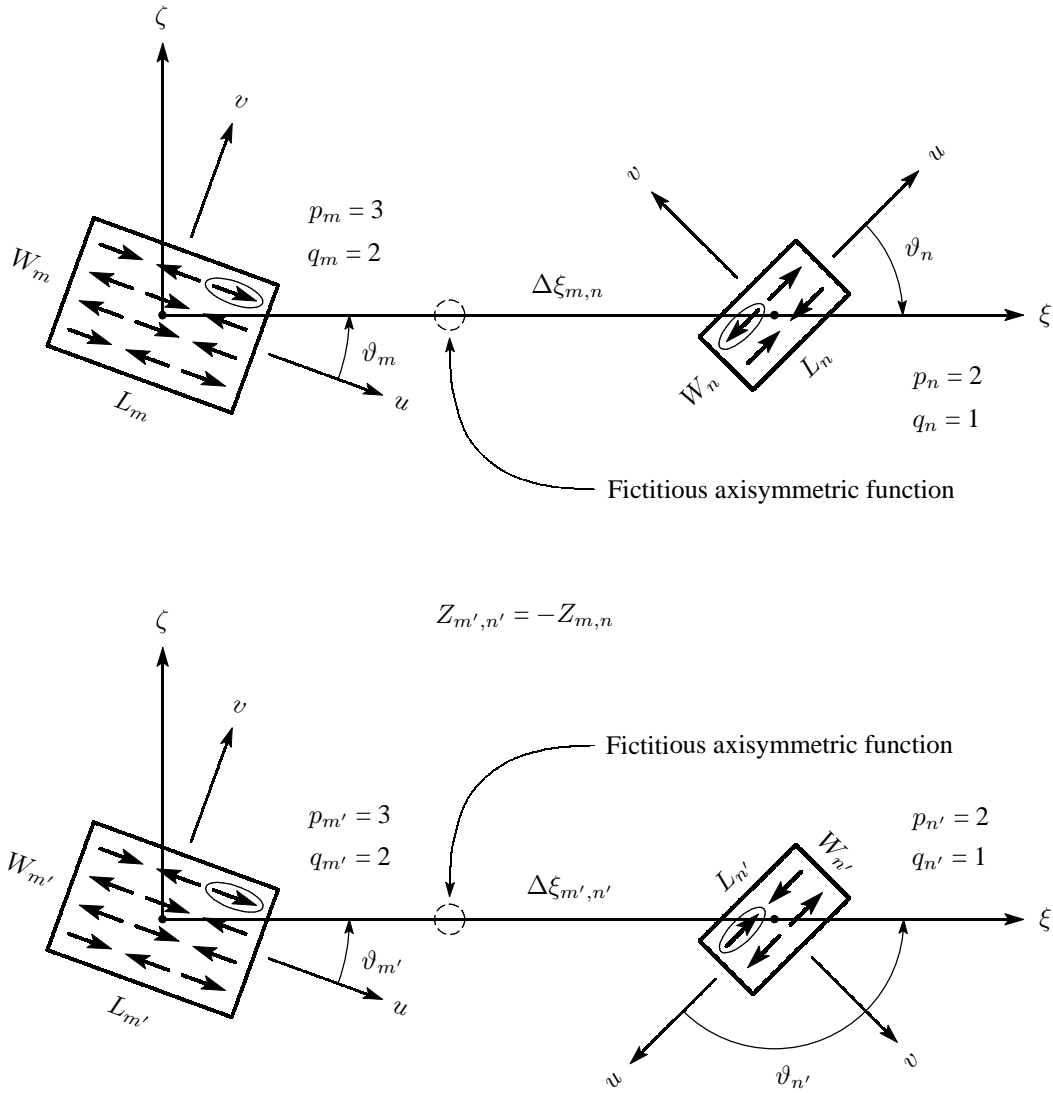 ζ
v
u
v
p_m = 3
W_m
q_m = 2
ϑ_n
Δξ_{m,n}
ξ
ϑ_m
L_n
p_n = 2
W_n
u
L_m
q_n = 1
Fictitious axisymmetric function
Z_{m′,n′} = −Z_{m,n}
ζ
v
Fictitious axisymmetric function
p_{m′} = 3
p_{n′} = 2
W_{n′}
W_{m′}
q_{m′} = 2
q_{n′} = 1
L_{n′}
Δξ_{m′,n′}
ξ
ϑ_{m′}
u
L_{m′}
v
u
ϑ_{n′}